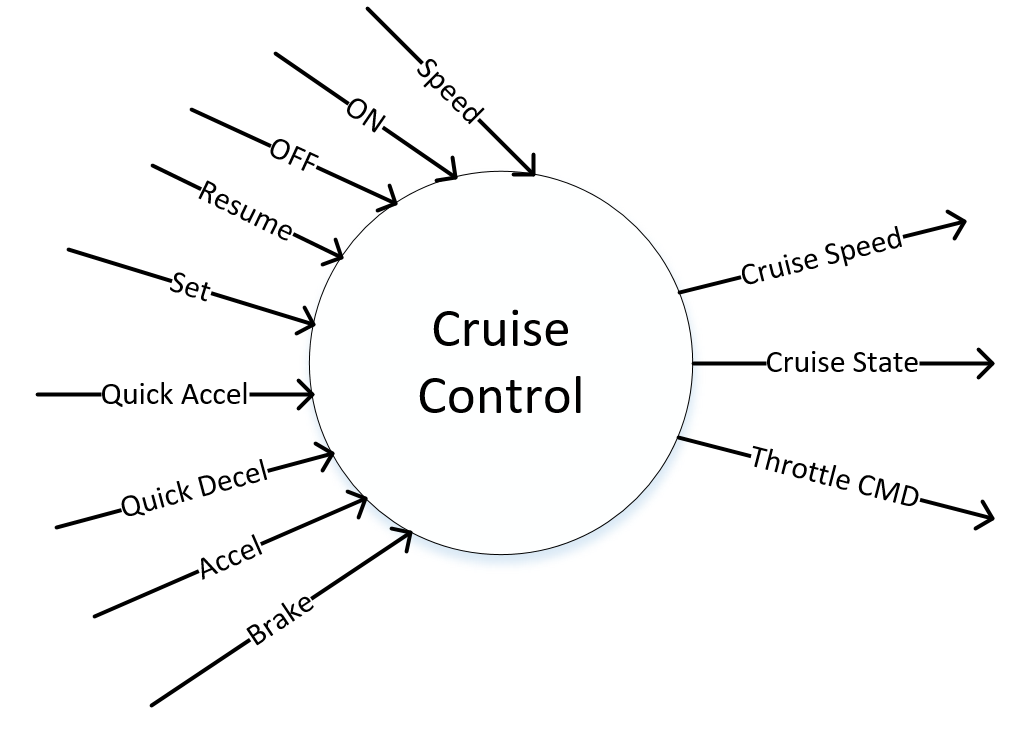 Speed
ON
OFF
Resume
Set
Quick Accel
Quick Decel
Accel
Brake
Cruise
Control
Cruise Speed
Cruise State
Throttle CMD